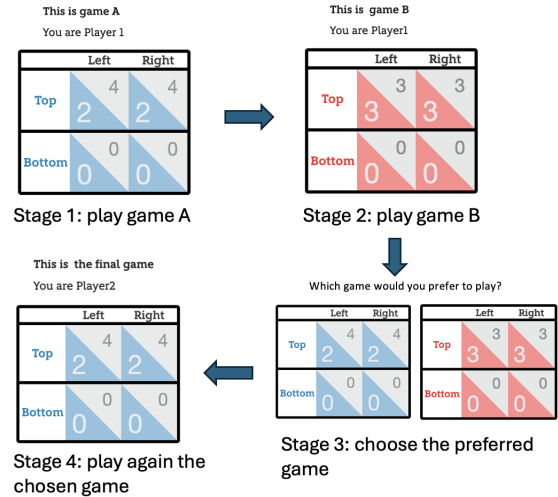 This is game A
You are Player 1
Left Right
4 4
Top
2 2
0 0
Bottom
0 0
Stage 1: play game A
This is game B
You are Player1
Left Right
3 3
Top
3 3
0 0
Bottom
0 0
Stage 2: play game B
Which game would you prefer to play?
Left Right
4 4
Top
2 2
0 0
Bottom
0 0
Left Right
3 3
Top
3 3
0 0
Bottom
0 0
Stage 3: choose the preferred
game
This is the final game
You are Player2
Left Right
4 4
Top
2 2
0 0
Bottom
0 0
Stage 4: play again the
chosen Game